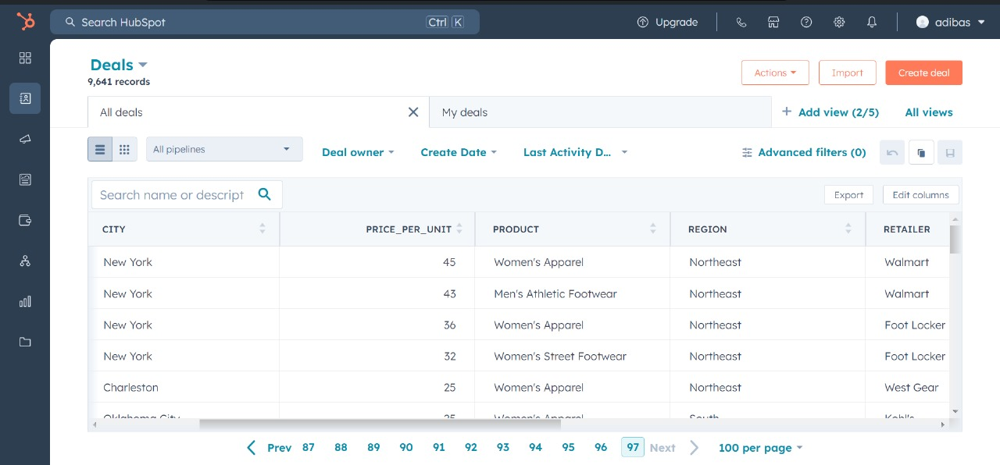 Search HubSpot Ctrl K Upgrade adibas
Deals
9,641 records
Actions Import Create deal
All deals My deals + Add view (2/5) All views
All pipelines Deal owner Create Date Last Activity D... Advanced filters (0)
Search name or descript Export Edit columns
CITY PRICE_PER_UNIT PRODUCT REGION RETAILER
New York 45 Women's Apparel Northeast Walmart
New York 43 Men's Athletic Footwear Northeast Walmart
New York 36 Women's Apparel Northeast Foot Locker
New York 32 Women's Street Footwear Northeast Foot Locker
Charleston 25 Women's Apparel Northeast West Gear
Oklahoma City 25 Women's Apparel South Kohl's
Prev 87 88 89 90 91 92 93 94 95 96 97 Next 100 per page